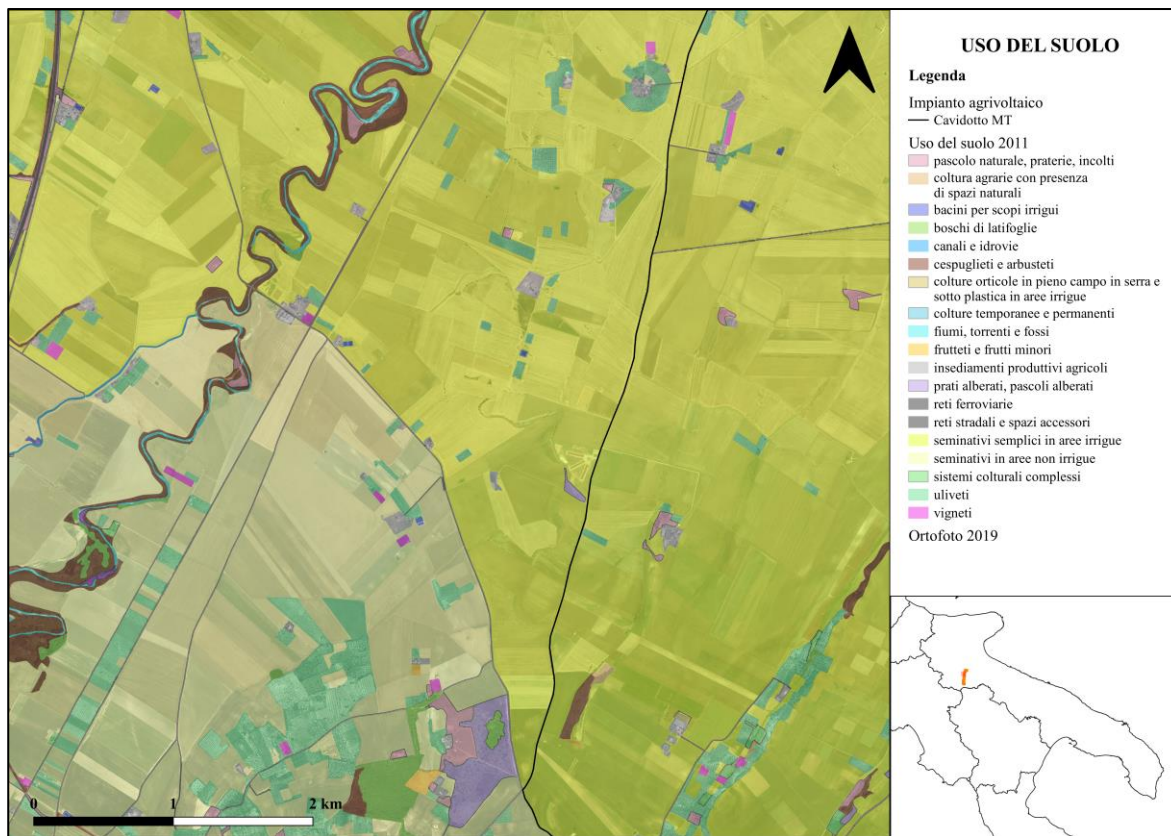 USO DEL SUOLO
Legenda
Impianto agrivoltaico
Cavidotto MT
Uso del suolo 2011
pascolo naturale, praterie, incolti
coltura agrarie con presenza
di spazi naturali
bacini per scopi irrigui
boschi di latifoglie
canali e idrovie
cespuglieti e arbusteti
colture orticole in pieno campo in serra e
sotto plastica in aree irrigue
colture temporanee e permanenti
fiumi, torrenti e fossi
frutteti e frutti minori
insediamenti produttivi agricoli
prati alberati, pascoli alberati
reti ferroviarie
reti stradali e spazi accessori
seminativi semplici in aree irrigue
seminativi in aree non irrigue
sistemi colturali complessi
uliveti
vigneti
Ortofoto 2019
0 1 2 km